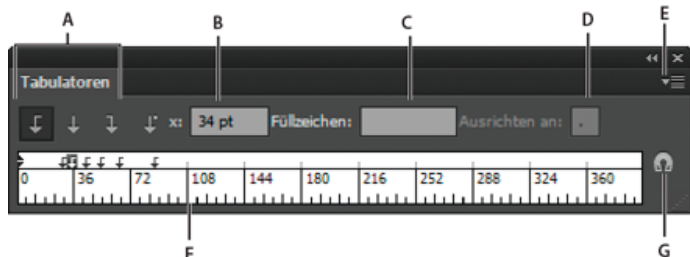 A B C D E
Tabulatoren
x: 34 pt Füllzeichen: Ausrichten an: .
0 36 72 108 144 180 216 252 288 324 360
F G